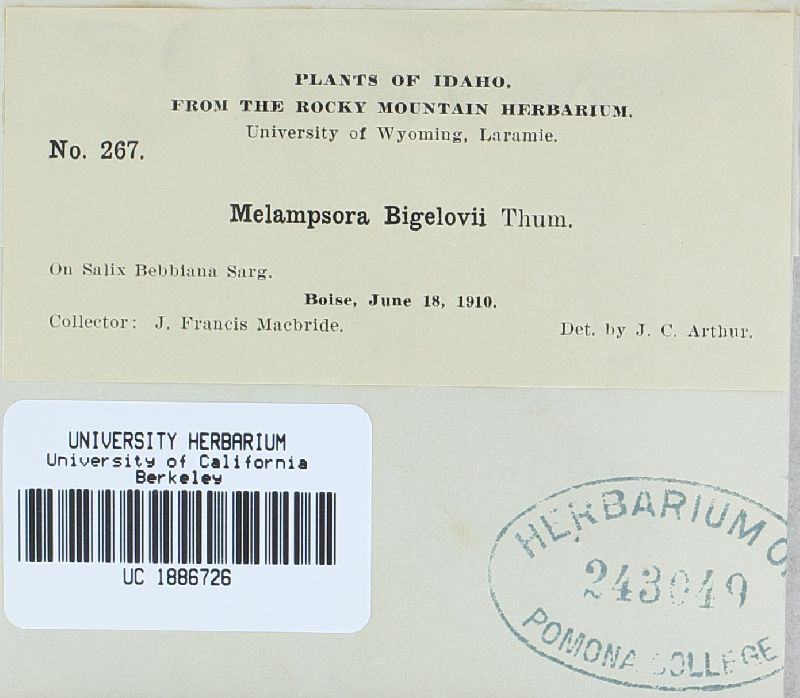 PLANTS OF IDAHO.
FROM THE ROCKY MOUNTAIN HERBARIUM.
University of Wyoming, Laramie.
No. 267.
Melampsora Bigelovii Thum.
On Salix Bebbiana Sarg.
Boise, June 18, 1910.
Collector: J. Francis Macbride.
Det. by J. C. Arthur.
UNIVERSITY HERBARIUM
University of California
Berkeley
UC 1886726
HERBARIUM O
243049
POMONA COLLEGE